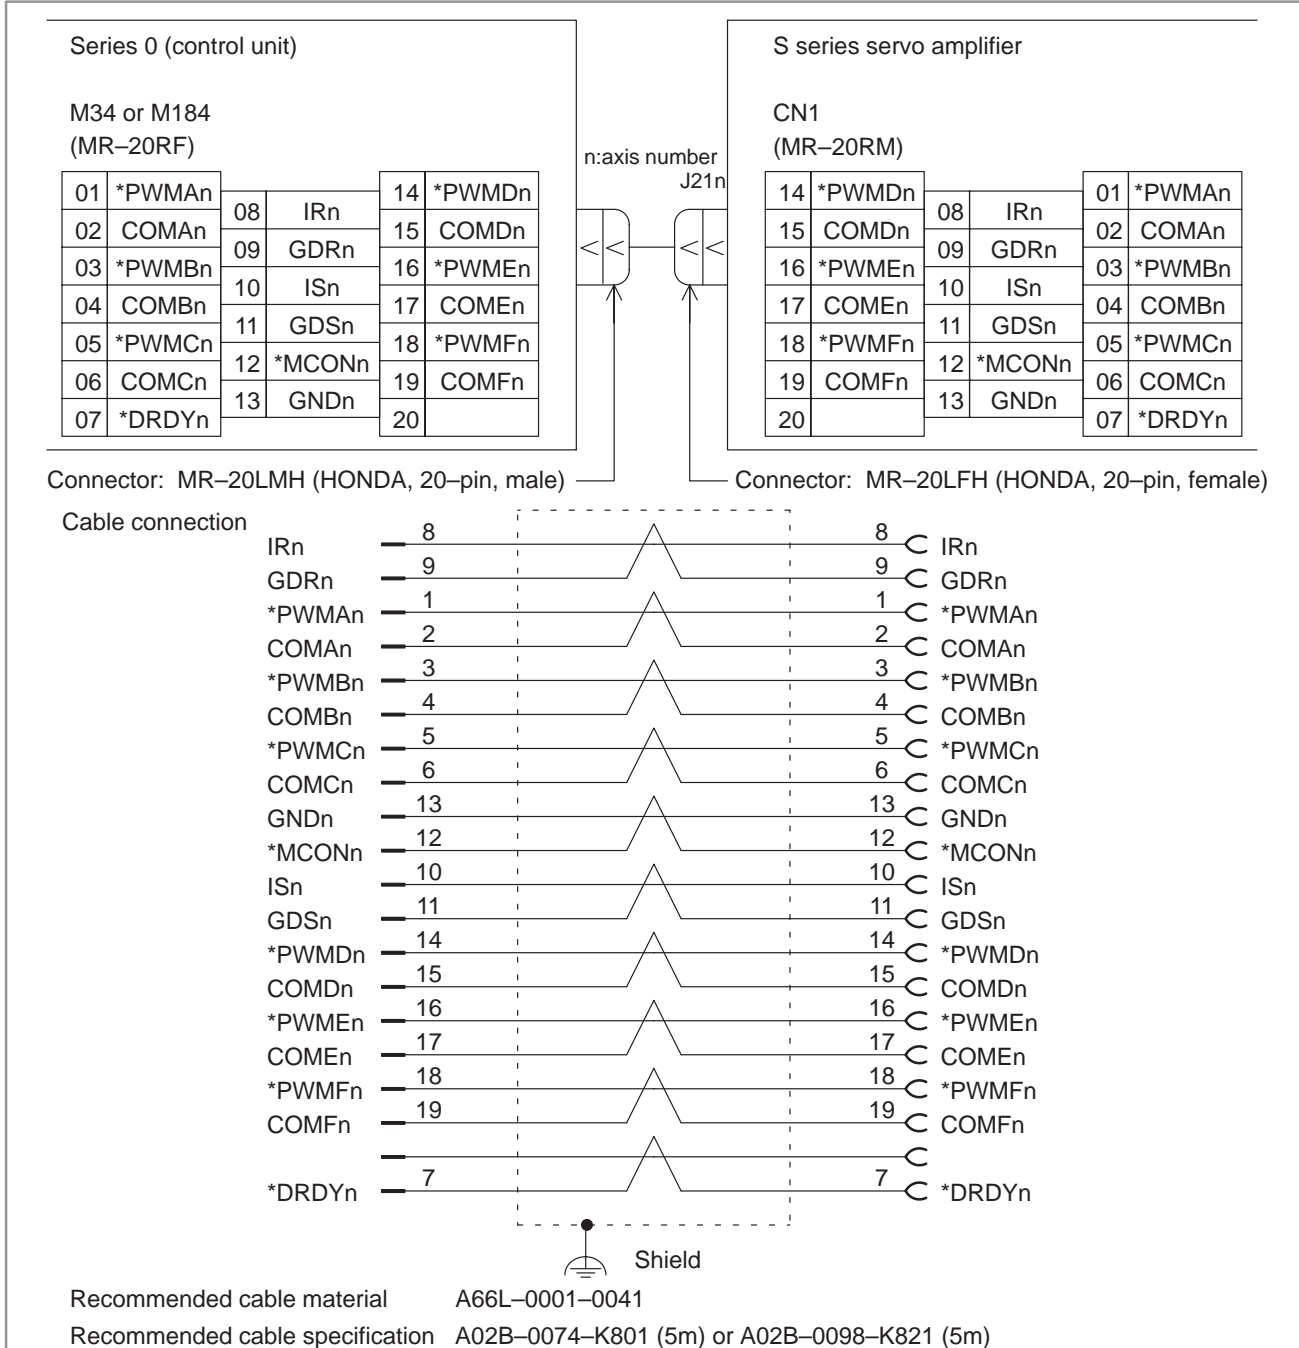 Series 0 (control unit)
S series servo amplifier
M34 or M184
(MR–20RF)
CN1
(MR–20RM)
n:axis number
J21n
01 *PWMAn
02 COMAn
03 *PWMBn
04 COMBn
05 *PWMCn
06 COMCn
07 *DRDYn
08 IRn
09 GDRn
10 ISn
11 GDSn
12 *MCONn
13 GNDn
14 *PWMDn
15 COMDn
16 *PWMEn
17 COMEn
18 *PWMFn
19 COMFn
20
14 *PWMDn
15 COMDn
16 *PWMEn
17 COMEn
18 *PWMFn
19 COMFn
20
08 IRn
09 GDRn
10 ISn
11 GDSn
12 *MCONn
13 GNDn
01 *PWMAn
02 COMAn
03 *PWMBn
04 COMBn
05 *PWMCn
06 COMCn
07 *DRDYn
Connector: MR–20LMH (HONDA, 20–pin, male)
Connector: MR–20LFH (HONDA, 20–pin, female)
Cable connection
IRn 8 8 IRn
GDRn 9 9 GDRn
*PWMAn 1 1 *PWMAn
COMAn 2 2 COMAn
*PWMBn 3 3 *PWMBn
COMBn 4 4 COMBn
*PWMCn 5 5 *PWMCn
COMCn 6 6 COMCn
GNDn 13 13 GNDn
*MCONn 12 12 *MCONn
ISn 10 10 ISn
GDSn 11 11 GDSn
*PWMDn 14 14 *PWMDn
COMDn 15 15 COMDn
*PWMEn 16 16 *PWMEn
COMEn 17 17 COMEn
*PWMFn 18 18 *PWMFn
COMFn 19 19 COMFn
*DRDYn 7 7 *DRDYn
Shield
Recommended cable material A66L–0001–0041
Recommended cable specification A02B–0074–K801 (5m) or A02B–0098–K821 (5m)